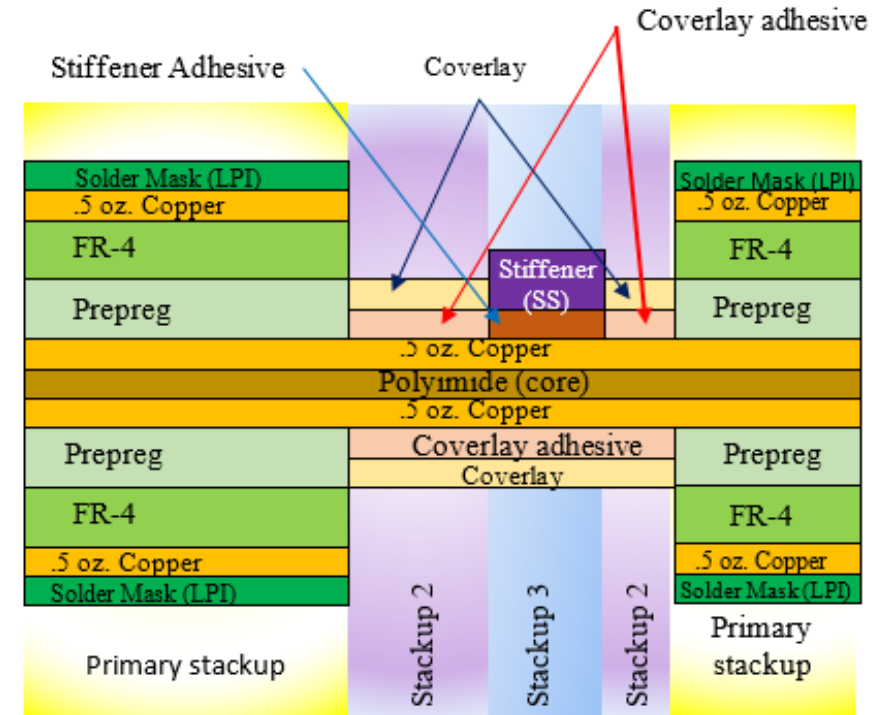 Coverlay adhesive
Stiffener Adhesive
Coverlay
Solder Mask (LPI)
Solder Mask (LPI)
.5 oz. Copper
.5 oz. Copper
FR-4
FR-4
Stiffener
(SS)
Prepreg
Prepreg
.5 oz. Copper
Polyimide (core)
.5 oz. Copper
Prepreg
Coverlay adhesive
Prepreg
Coverlay
FR-4
FR-4
.5 oz. Copper
.5 oz. Copper
Solder Mask (LPI)
Solder Mask (LPI)
Stackup 2
Stackup 3
Stackup 2
Primary stackup
Primary
stackup